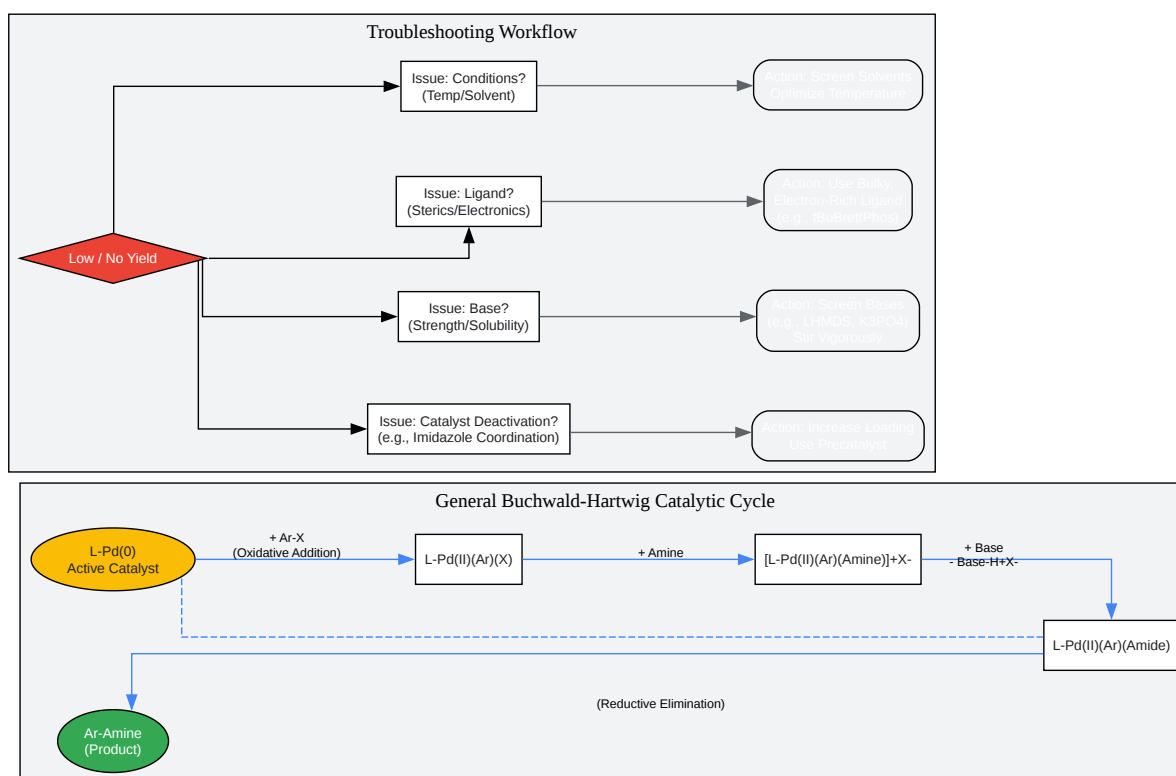 Troubleshooting Workflow
Issue: Conditions?
(Temp/Solvent)
Action: Screen Solvents
Optimize Temperature
Issue: Ligand?
(Sterics/Electronics)
Action: Use Bulky,
Electron-Rich Ligand
(e.g., tBuBrettPhos)
Low / No Yield
Issue: Base?
(Strength/Solubility)
Action: Screen Bases
(e.g., LHMDS, K3PO4)
Stir Vigorously
Issue: Catalyst Deactivation?
(e.g., Imidazole Coordination)
Action: Increase Loading
Use Precatalyst
General Buchwald-Hartwig Catalytic Cycle
L-Pd(0)
Active Catalyst
+ Ar-X
(Oxidative Addition)
L-Pd(II)(Ar)(X)
+ Amine
[L-Pd(II)(Ar)(Amine)]+X-
+ Base
- Base-H+X-
L-Pd(II)(Ar)(Amide)
(Reductive Elimination)
Ar-Amine
(Product)